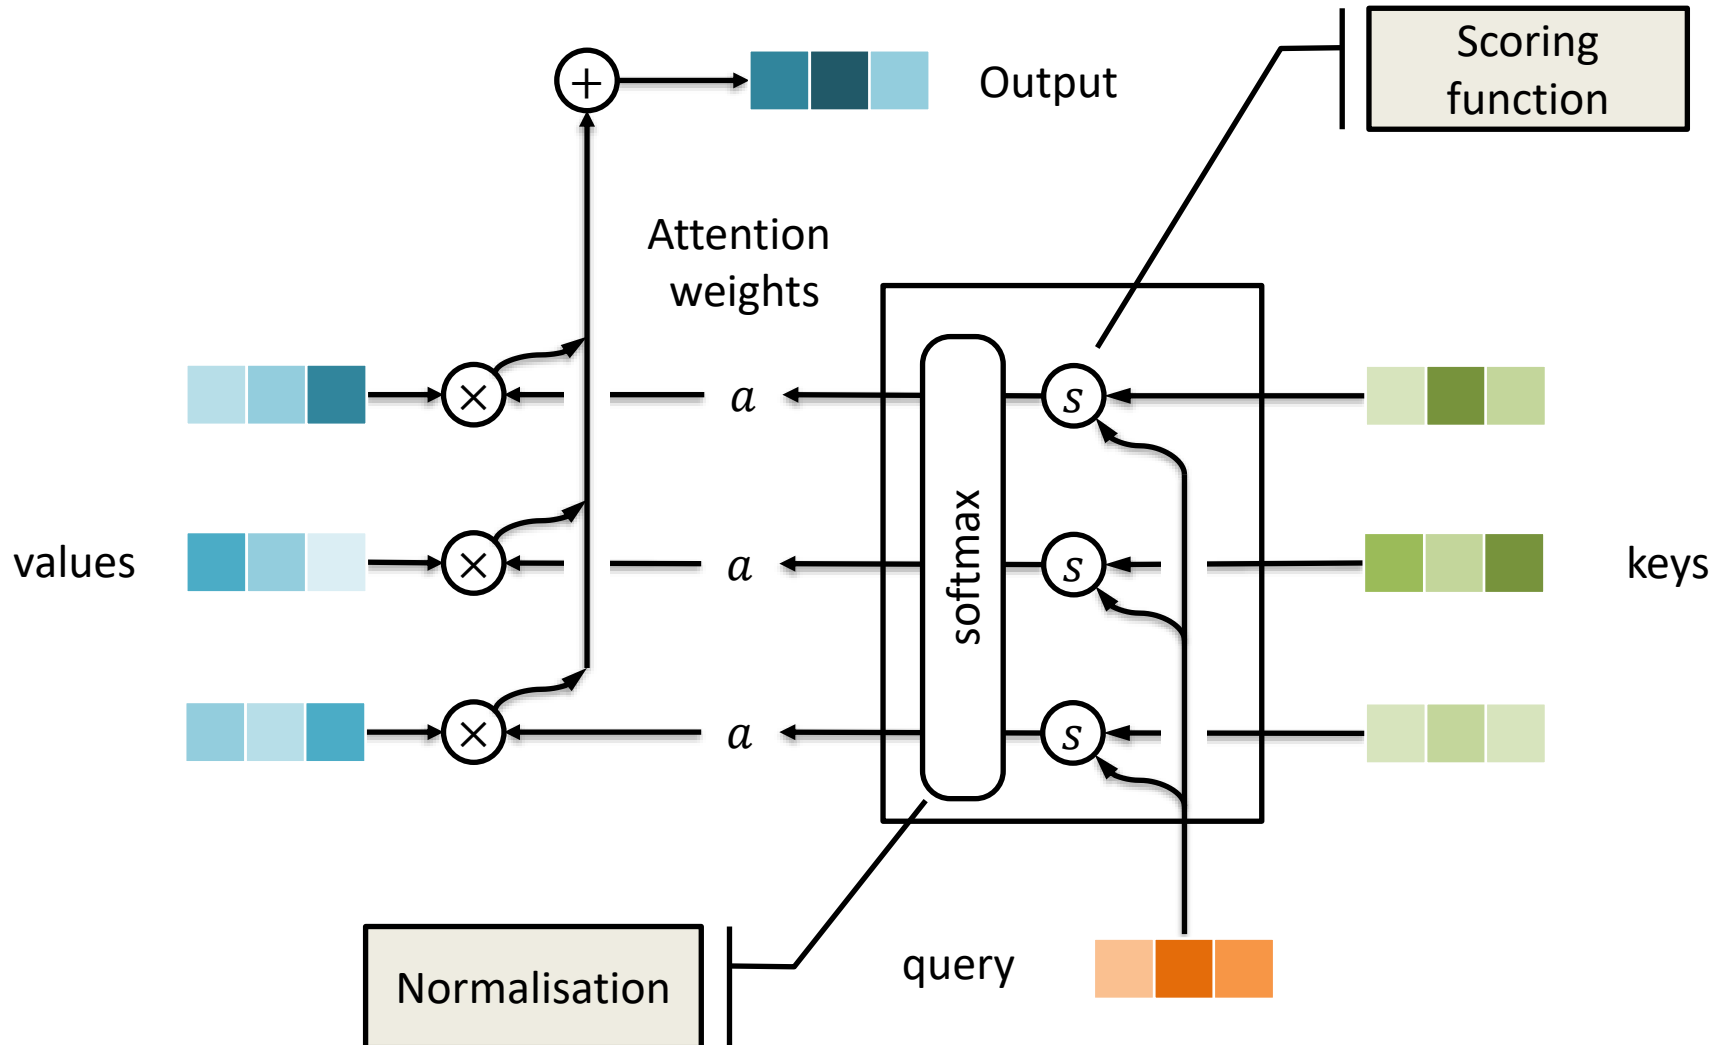 Scoring
function
+
Output
Attention
weights
×
a
s
values
×
a
softmax
s
keys
×
a
s
Normalisation
query